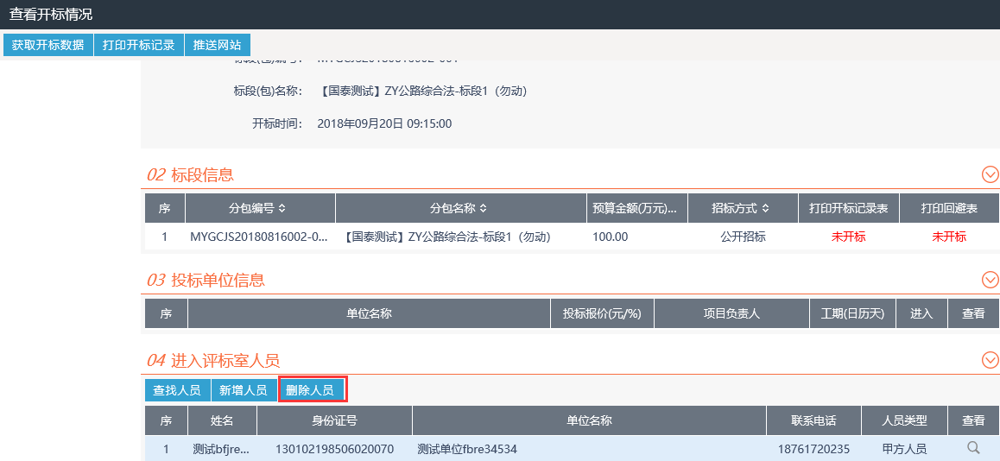 查看开标情况
获取开标数据 打印开标记录 推送网站
标段(包)编号： MYGCJS20180816002-001
标段(包)名称： 【国泰测试】ZY公路综合法-标段1（勿动）
开标时间： 2018年09月20日 09:15:00
02 标段信息
序 分包编号 分包名称 预算金额(万元)... 招标方式 打印开标记录表 打印回避表
1 MYGCJS20180816002-0... 【国泰测试】ZY公路综合法-标段1（勿动） 100.00 公开招标 未开标 未开标
03 投标单位信息
序 单位名称 投标报价(元/%) 项目负责人 工期(日历天) 进入 查看
04 进入评标室人员
查找人员 新增人员 删除人员
序 姓名 身份证号 单位名称 联系电话 人员类型 查看
1 测试bfjre... 130102198506020070 测试单位fbre34534 18761720235 甲方人员